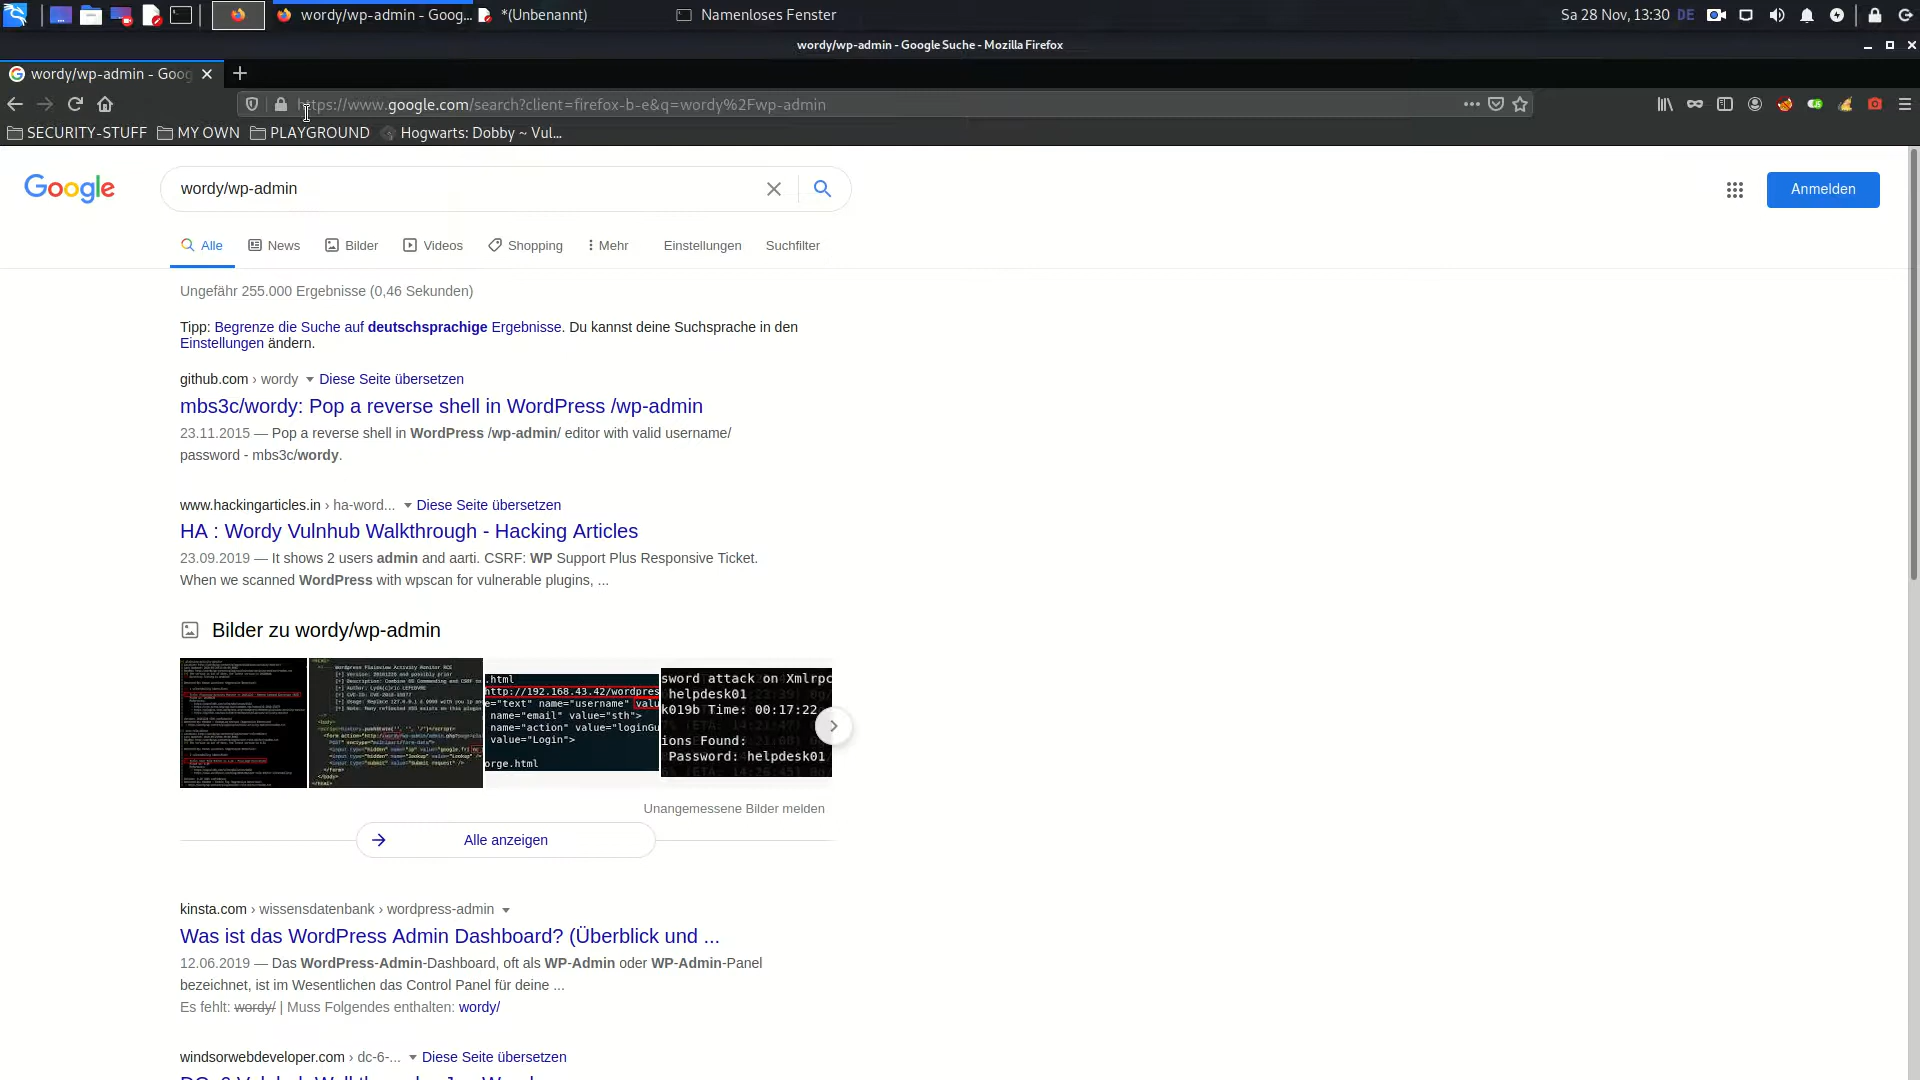 wordy/wp-admin - Goog...
*(Unbenannt)
Namenloses Fenster
Sa 28 Nov, 13:30
DE
wordy/wp-admin - Google Suche - Mozilla Firefox
wordy/wp-admin - Goog
https://www.google.com/search?client=firefox-b-e&q=wordy%2Fwp-admin
SECURITY-STUFF
MY OWN
PLAYGROUND
Hogwarts: Dobby ~ Vul...
Google
wordy/wp-admin
Anmelden
Alle
News
Bilder
Videos
Shopping
Mehr
Einstellungen
Suchfilter
Ungefähr 255.000 Ergebnisse (0,46 Sekunden)
Tipp: Begrenze die Suche auf deutschsprachige Ergebnisse. Du kannst deine Suchsprache in den
Einstellungen ändern.
github.com › wordy Diese Seite übersetzen
mbs3c/wordy: Pop a reverse shell in WordPress /wp-admin
23.11.2015 — Pop a reverse shell in WordPress /wp-admin/ editor with valid username/
password - mbs3c/wordy.
www.hackingarticles.in › ha-word... Diese Seite übersetzen
HA : Wordy Vulnhub Walkthrough - Hacking Articles
23.09.2019 — It shows 2 users admin and aarti. CSRF: WP Support Plus Responsive Ticket.
When we scanned WordPress with wpscan for vulnerable plugins, ...
Bilder zu wordy/wp-admin
.html
http://192.168.43.42/wordpres
e="text" name="username" valu
name="email" value="sth">
name="action" value="loginGu
value="Login">
orge.html
sword attack on Xmlrpc
helpdesk01
k019b Time: 00:17:22
ions Found:
Password: helpdesk01
Unangemessene Bilder melden
Alle anzeigen
kinsta.com › wissensdatenbank › wordpress-admin
Was ist das WordPress Admin Dashboard? (Überblick und ...
12.06.2019 — Das WordPress-Admin-Dashboard, oft als WP-Admin oder WP-Admin-Panel
bezeichnet, ist im Wesentlichen das Control Panel für deine ...
Es fehlt: wordy/ | Muss Folgendes enthalten: wordy/
windsorwebdeveloper.com › dc-6-... Diese Seite übersetzen